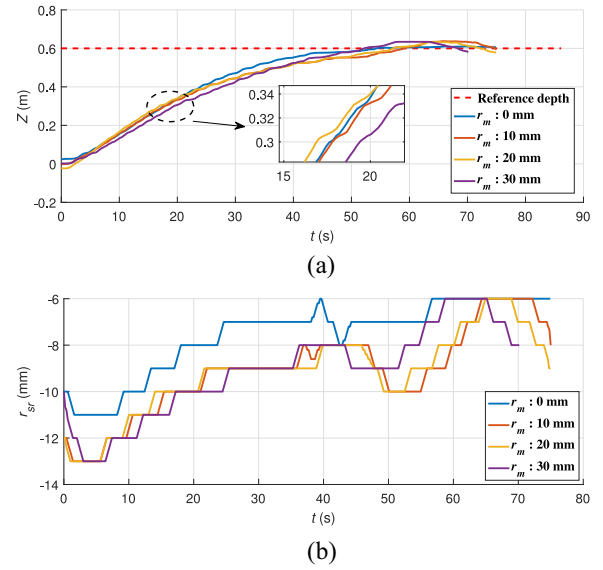 (a)
0.8
0.6
0.4
0.2
0
-0.2
Z (m)
0.34
0.3
15 20
Reference depth
r_m : 0 mm
r_m : 10 mm
r_m : 20 mm
r_m : 30 mm
0 10 20 30 40 50 60 70 80 90
t (s)
(a)
-6
-8
-10
-12
-14
r_sr (mm)
r_m : 0 mm
r_m : 10 mm
r_m : 20 mm
r_m : 30 mm
0 10 20 30 40 50 60 70 80
t (s)
(b)